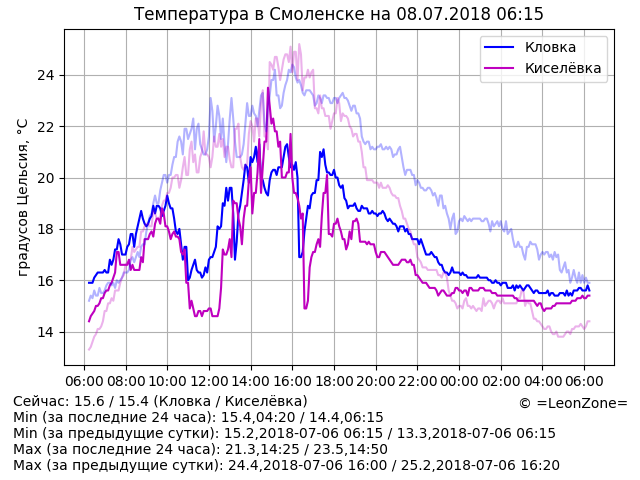 Температура в Смоленске на 08.07.2018 06:15
Кловка
Киселёвка
градусов Цельсия, °C
24
22
20
18
16
14
06:00 08:00 10:00 12:00 14:00 16:00 18:00 20:00 22:00 00:00 02:00 04:00 06:00
Сейчас: 15.6 / 15.4 (Кловка / Киселёвка)
© =LeonZone=
Min (за последние 24 часа): 15.4,04:20 / 14.4,06:15
Min (за предыдущие сутки): 15.2,2018-07-06 06:15 / 13.3,2018-07-06 06:15
Max (за последние 24 часа): 21.3,14:25 / 23.5,14:50
Max (за предыдущие сутки): 24.4,2018-07-06 16:00 / 25.2,2018-07-06 16:20